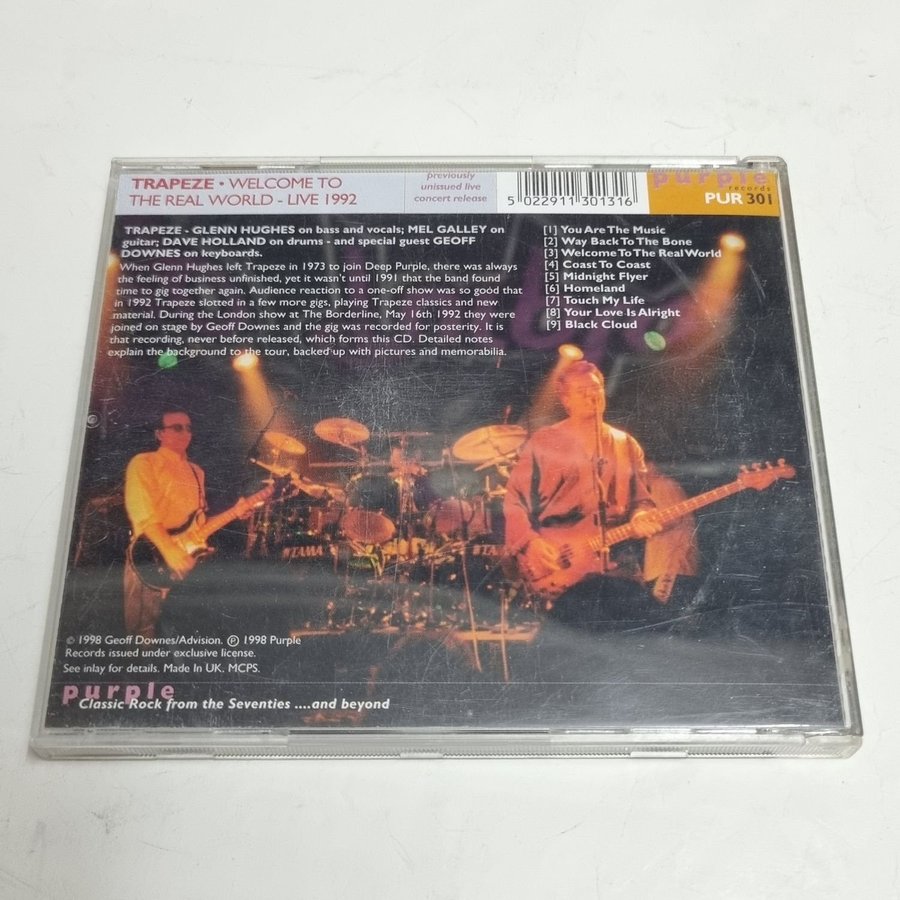 TRAPEZE • WELCOME TO
THE REAL WORLD - LIVE 1992
previously
unissued live
concert release
5 022911 301316
purple
records
PUR 301
TRAPEZE - GLENN HUGHES on bass and vocals; MEL GALLEY on
guitar; DAVE HOLLAND on drums - and special guest GEOFF
DOWNES on keyboards.
When Glenn Hughes left Trapeze in 1973 to join Deep Purple, there was always
the feeling of business unfinished, yet it wasn't until 1991 that the band found
time to gig together again. Audience reaction to a one-off show was so good that
in 1992 Trapeze slotted in a few more gigs, playing Trapeze classics and new
material. During the London show at The Borderline, May 16th 1992 they were
joined on stage by Geoff Downes and the gig was recorded for posterity. It is
that recording, never before released, which forms this CD. Detailed notes
explain the background to the tour, backed up with pictures and memorabilia.
[1] You Are The Music
[2] Way Back To The Bone
[3] Welcome To The Real World
[4] Coast To Coast
[5] Midnight Flyer
[6] Homeland
[7] Touch My Life
[8] Your Love Is Alright
[9] Black Cloud
TAMA
TAMA
© 1998 Geoff Downes/Advision. ℗ 1998 Purple
Records issued under exclusive license.
See inlay for details. Made In UK. MCPS.
purple
Classic Rock from the Seventies ....and beyond